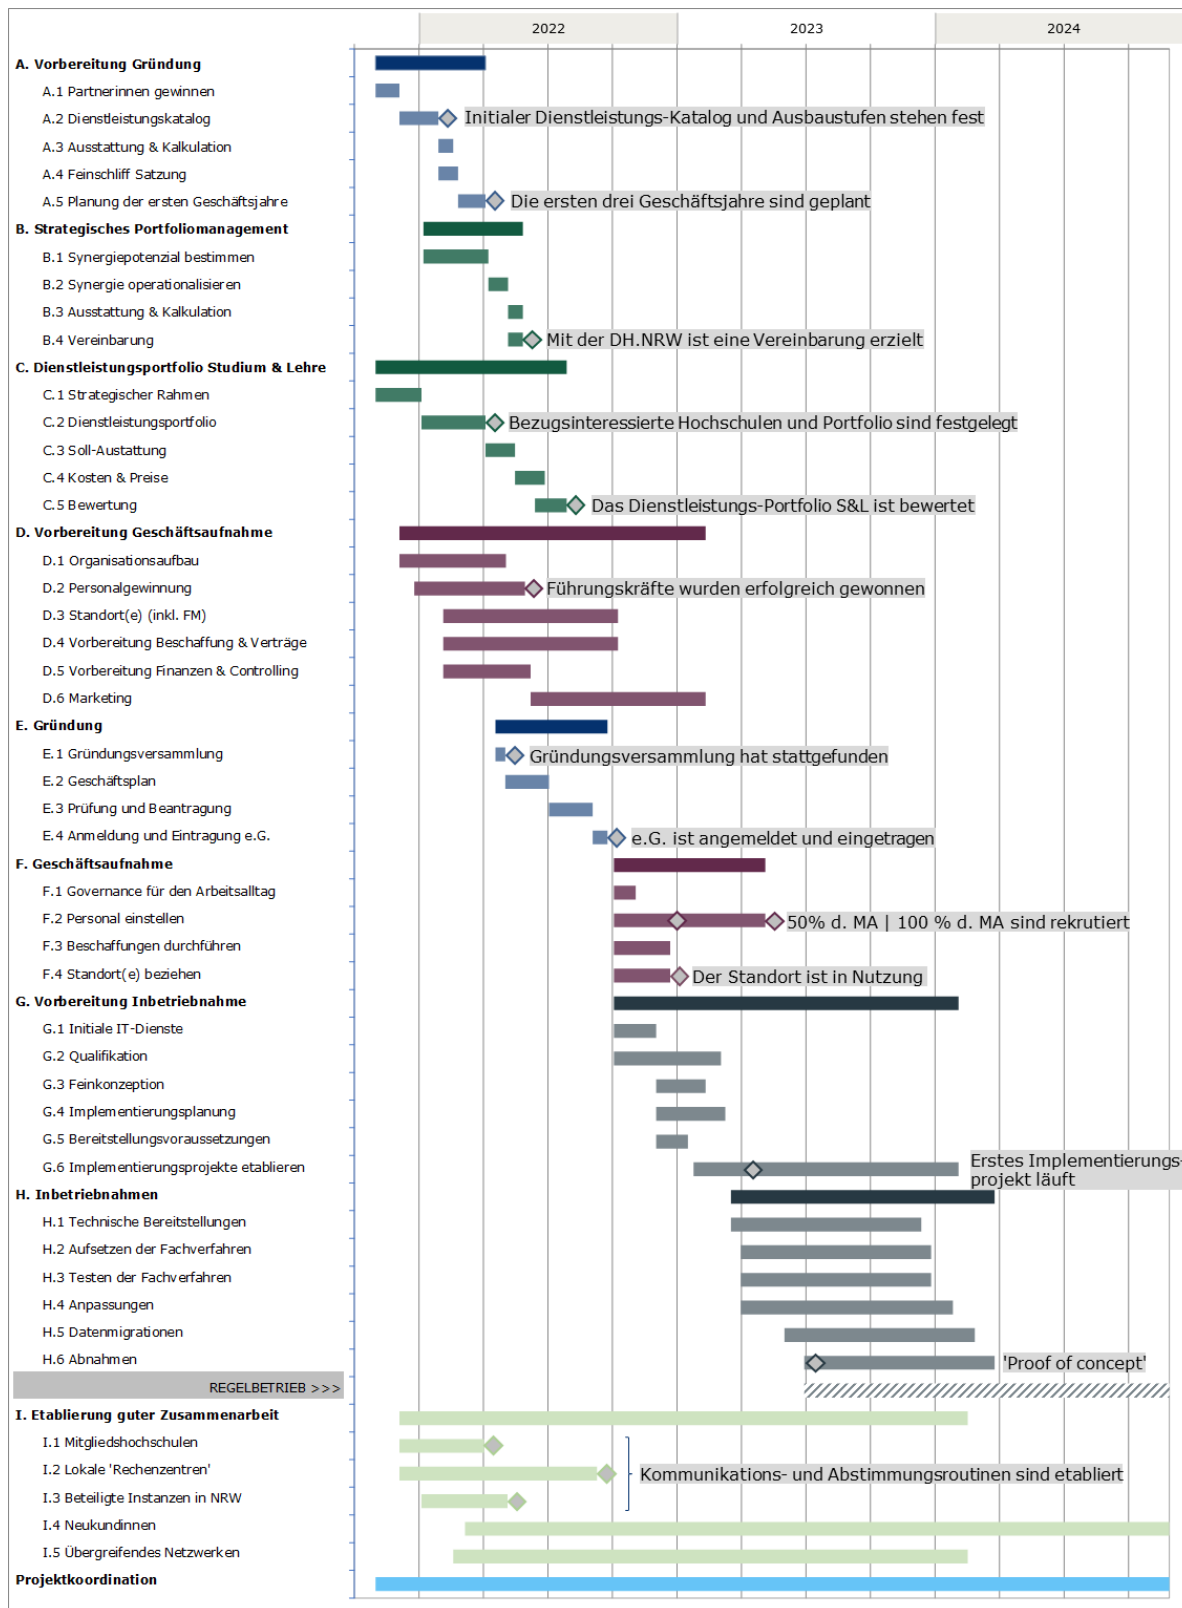 2022 2023 2024
A. Vorbereitung Gründung
A.1 Partnerinnen gewinnen
A.2 Dienstleistungskatalog Initialer Dienstleistungs-Katalog und Ausbaustufen stehen fest
A.3 Ausstattung & Kalkulation
A.4 Feinschliff Satzung
A.5 Planung der ersten Geschäftsjahre Die ersten drei Geschäftsjahre sind geplant
B. Strategisches Portfoliomanagement
B.1 Synergiepotenzial bestimmen
B.2 Synergie operationalisieren
B.3 Ausstattung & Kalkulation
B.4 Vereinbarung Mit der DH.NRW ist eine Vereinbarung erzielt
C. Dienstleistungsportfolio Studium & Lehre
C.1 Strategischer Rahmen
C.2 Dienstleistungsportfolio Bezugsinteressierte Hochschulen und Portfolio sind festgelegt
C.3 Soll-Austattung
C.4 Kosten & Preise
C.5 Bewertung Das Dienstleistungs-Portfolio S&L ist bewertet
D. Vorbereitung Geschäftsaufnahme
D.1 Organisationsaufbau
D.2 Personalgewinnung Führungskräfte wurden erfolgreich gewonnen
D.3 Standort(e) (inkl. FM)
D.4 Vorbereitung Beschaffung & Verträge
D.5 Vorbereitung Finanzen & Controlling
D.6 Marketing
E. Gründung
E.1 Gründungsversammlung Gründungsversammlung hat stattgefunden
E.2 Geschäftsplan
E.3 Prüfung und Beantragung
E.4 Anmeldung und Eintragung e.G. e.G. ist angemeldet und eingetragen
F. Geschäftsaufnahme
F.1 Governance für den Arbeitsalltag
F.2 Personal einstellen 50% d. MA | 100 % d. MA sind rekrutiert
F.3 Beschaffungen durchführen
F.4 Standort(e) beziehen Der Standort ist in Nutzung
G. Vorbereitung Inbetriebnahme
G.1 Initiale IT-Dienste
G.2 Qualifikation
G.3 Feinkonzeption
G.4 Implementierungsplanung
G.5 Bereitstellungsvoraussetzungen
G.6 Implementierungsprojekte etablieren Erstes Implementierungs-
projekt läuft
H. Inbetriebnahmen
H.1 Technische Bereitstellungen
H.2 Aufsetzen der Fachverfahren
H.3 Testen der Fachverfahren
H.4 Anpassungen
H.5 Datenmigrationen
H.6 Abnahmen 'Proof of concept'
REGELBETRIEB >>>
I. Etablierung guter Zusammenarbeit
I.1 Mitgliedshochschulen
I.2 Lokale 'Rechenzentren' Kommunikations- und Abstimmungsroutinen sind etabliert
I.3 Beteiligte Instanzen in NRW
I.4 Neukundinnen
I.5 Übergreifendes Netzwerken
Projektkoordination